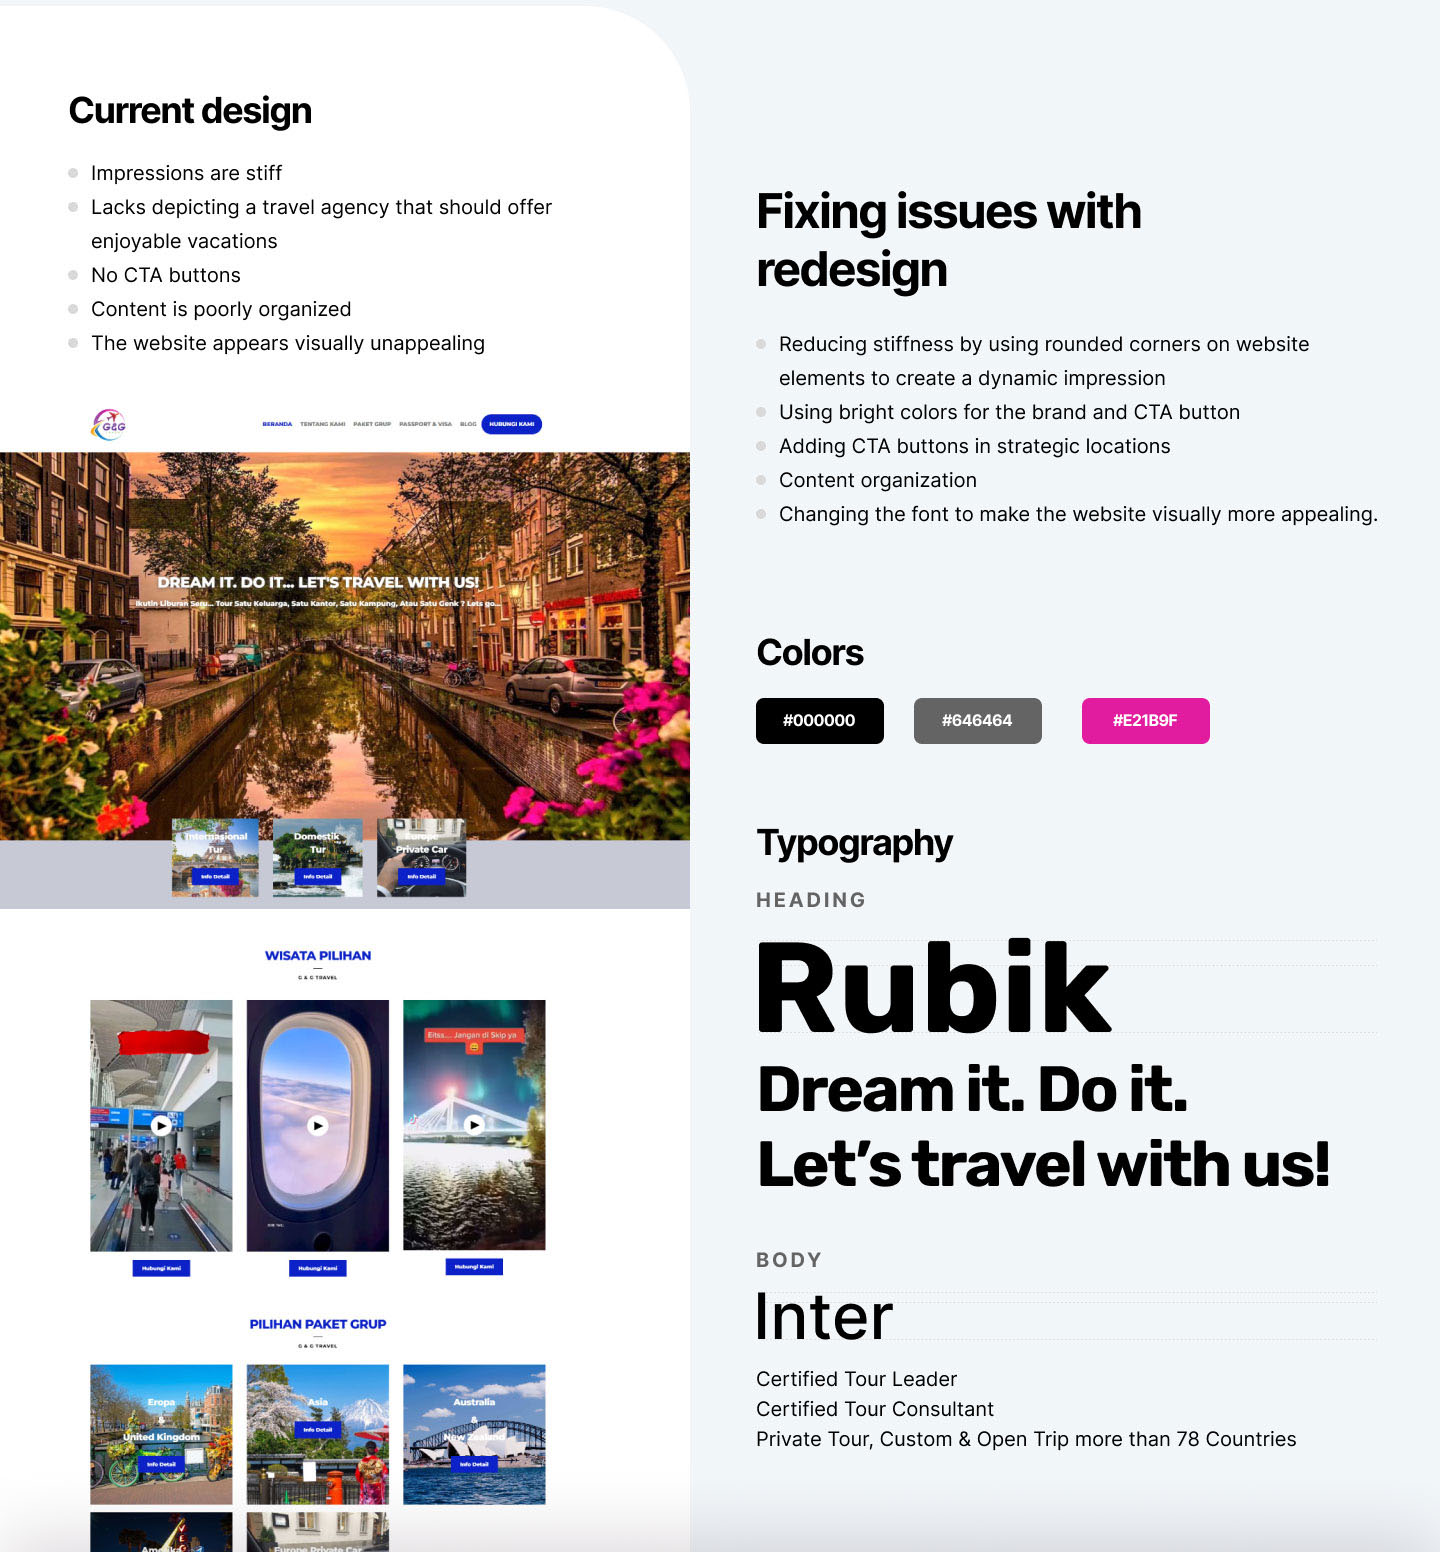 Current design
Impressions are stiff
Lacks depicting a travel agency that should offer
enjoyable vacations
No CTA buttons
Content is poorly organized
The website appears visually unappealing
G&G
BERANDA TENTANG KAMI PAKET GRUP PASSPORT & VISA BLOG HUBUNGI KAMI
DREAM IT. DO IT... LET'S TRAVEL WITH US!
Ikutin Liburan Seru... Tour Satu Keluarga, Satu Kantor, Satu Kampung, Atau Satu Genk ? Lets go...
Internasional
Tur
Info Detail
Domestik
Tur
Info Detail
Europe
Private Car
Info Detail
WISATA PILIHAN
G & G TRAVEL
Eitss.... Jangan di Skip ya
Hubungi Kami
Hubungi Kami
Hubungi Kami
PILIHAN PAKET GRUP
G & G TRAVEL
Eropa
&
United Kingdom
Info Detail
Asia
Info Detail
Australia
&
New Zealand
Info Detail
Amerika
Europe Private Car
Fixing issues with
redesign
Reducing stiffness by using rounded corners on website
elements to create a dynamic impression
Using bright colors for the brand and CTA button
Adding CTA buttons in strategic locations
Content organization
Changing the font to make the website visually more appealing.
Colors
#000000
#646464
#E21B9F
Typography
HEADING
Rubik
Dream it. Do it.
Let’s travel with us!
BODY
Inter
Certified Tour Leader
Certified Tour Consultant
Private Tour, Custom & Open Trip more than 78 Countries